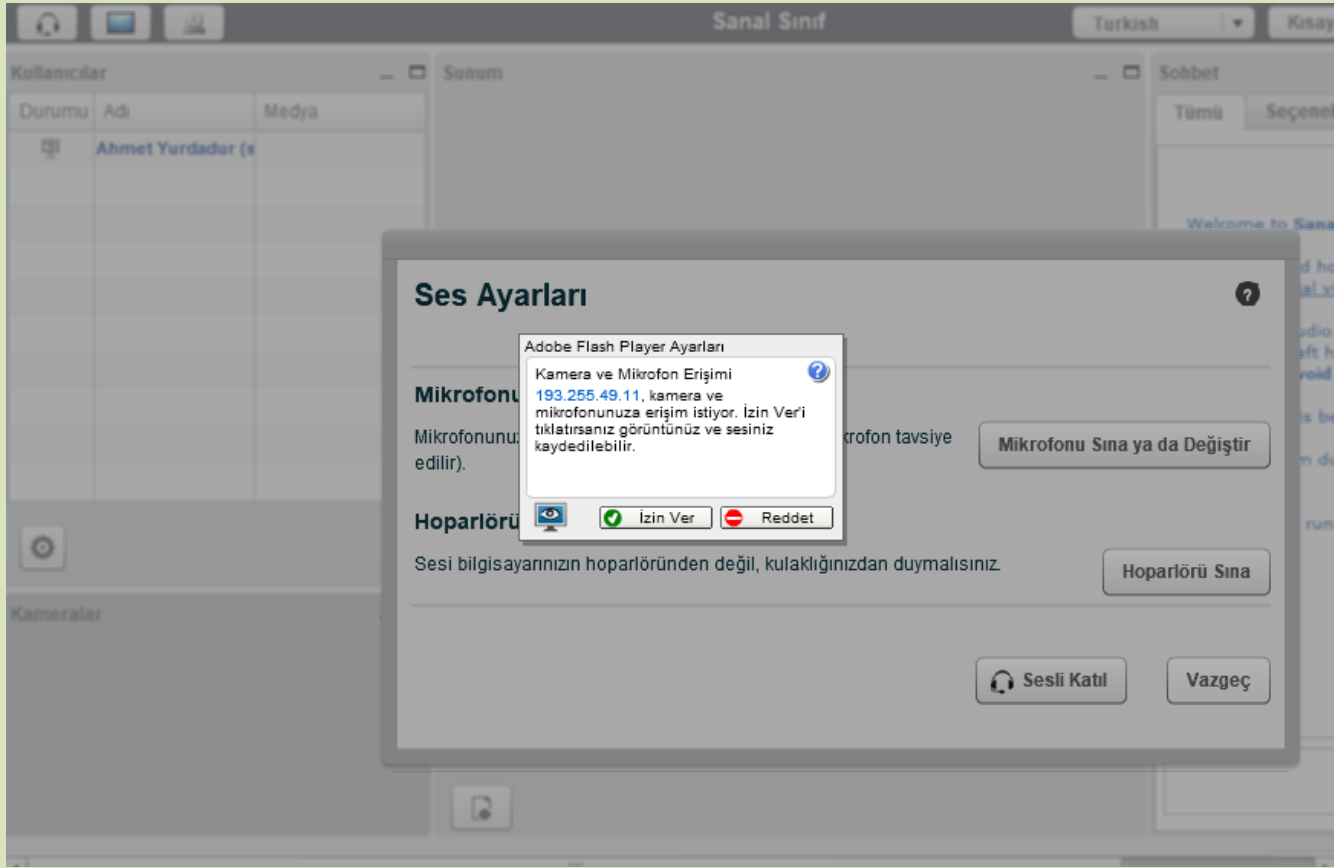 Sanal Sınıf
Turkish
Kısay
Kullanıcılar
Sunum
Sohbet
Durumu Adı Medya
Tümü
Seçenek
Ahmet Yurdadur (s
Welcome to Sana
Ses Ayarları
?
Adobe Flash Player Ayarları
Kamera ve Mikrofon Erişimi
193.255.49.11, kamera ve
mikrofonunuza erişim istiyor. İzin Ver'i
tıklatırsanız görüntünüz ve sesiniz
kaydedilebilir.
İzin Ver
Reddet
Mikrofonu
Mikrofonunuz
krofon tavsiye
edilir).
Mikrofonu Sına ya da Değiştir
Hoparlörü
Sesi bilgisayarınızın hoparlöründen değil, kulaklığınızdan duymalısınız.
Hoparlörü Sına
Kameralar
Sesli Katıl
Vazgeç